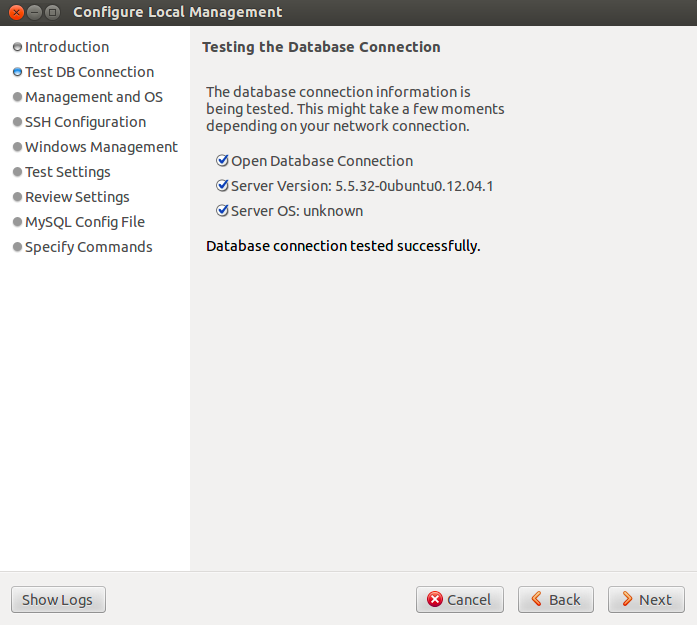 Configure Local Management
Introduction
Test DB Connection
Management and OS
SSH Configuration
Windows Management
Test Settings
Review Settings
MySQL Config File
Specify Commands
Testing the Database Connection
The database connection information is
being tested. This might take a few moments
depending on your network connection.
Open Database Connection
Server Version: 5.5.32-0ubuntu0.12.04.1
Server OS: unknown
Database connection tested successfully.
Show Logs
Cancel
Back
Next